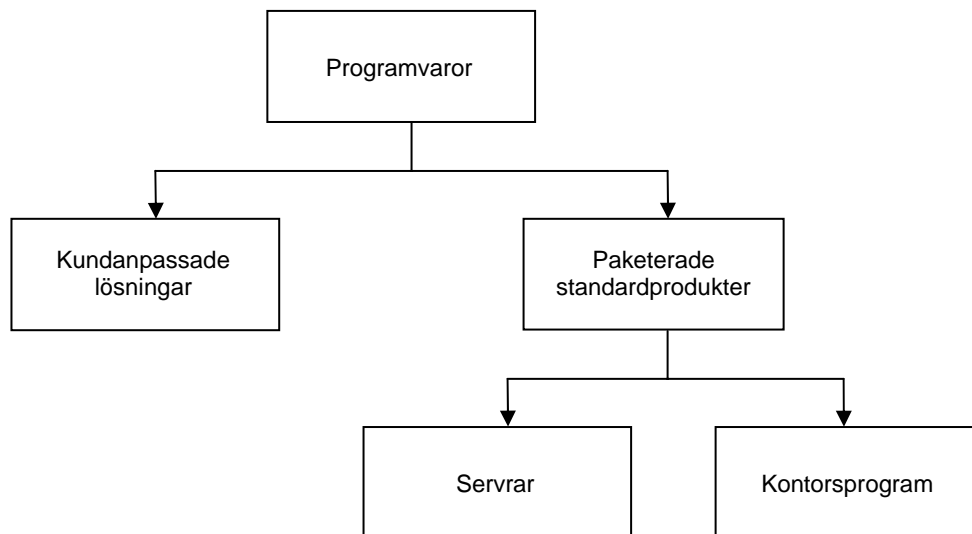 Programvaror
Kundanpassade
lösningar
Paketerade
standardprodukter
Servrar
Kontorsprogram